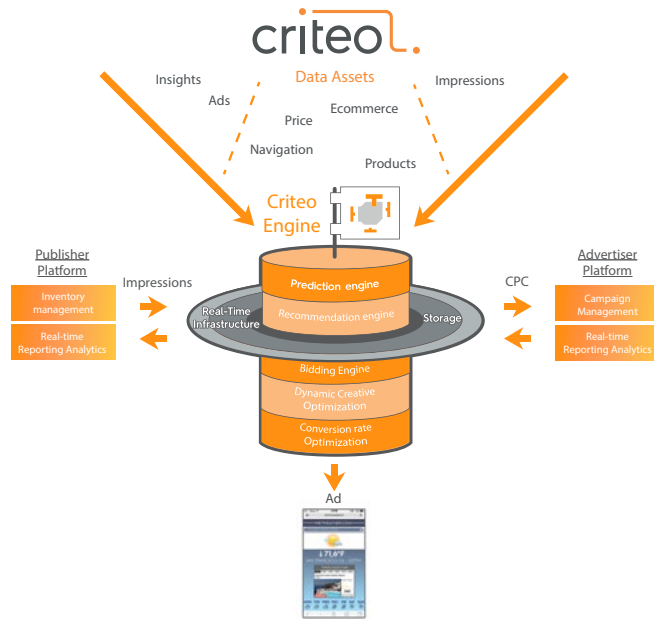 criteo
Data Assets
Insights
Impressions
Ads
Ecommerce
Price
Navigation
Products
Criteo
Engine
Publisher
Platform
Advertiser
Platform
Impressions
CPC
Inventory
management
Real-time
Reporting Analytics
Campaign
Management
Real-time
Reporting Analytics
Prediction engine
Recommendation engine
Real-Time
Infrastructure
Storage
Bidding Engine
Dynamic Creative
Optimization
Conversion rate
Optimization
Ad
71,6°F